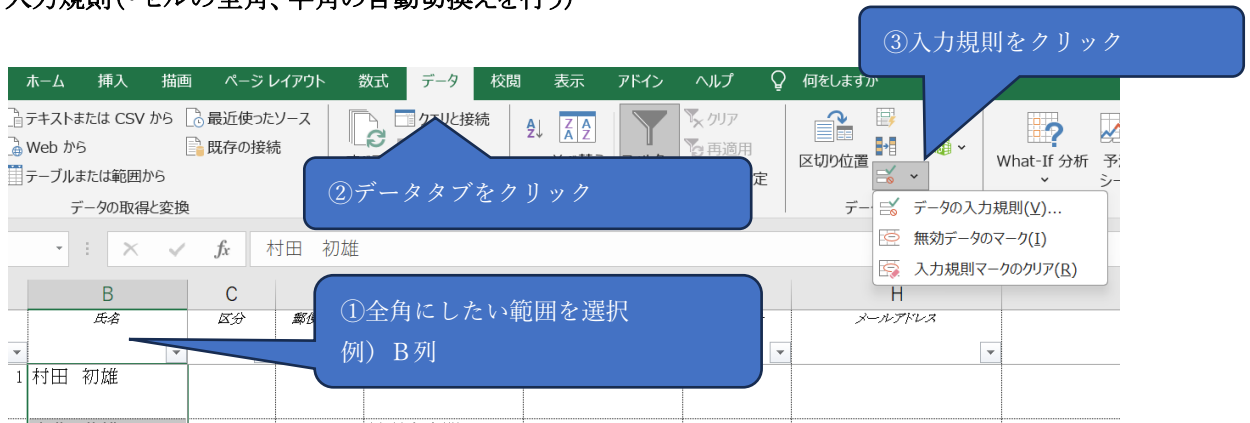 ③入力規則をクリック
ホーム 挿入 描画 ページ レイアウト 数式 データ 校閲 表示 アドイン ヘルプ 何をしますか
テキストまたは CSV から 最近使ったソース クエリと接続 クリア
Web から 既存の接続 再適用
テーブルまたは範囲から
区切り位置 What-If 分析
データの取得と変換
②データタブをクリック
データの入力規則(V)...
無効データのマーク(I)
入力規則マークのクリア(R)
fx 村田 初雄
B C H
氏名 区分 メールアドレス
①全角にしたい範囲を選択
例) B列
1 村田 初雄